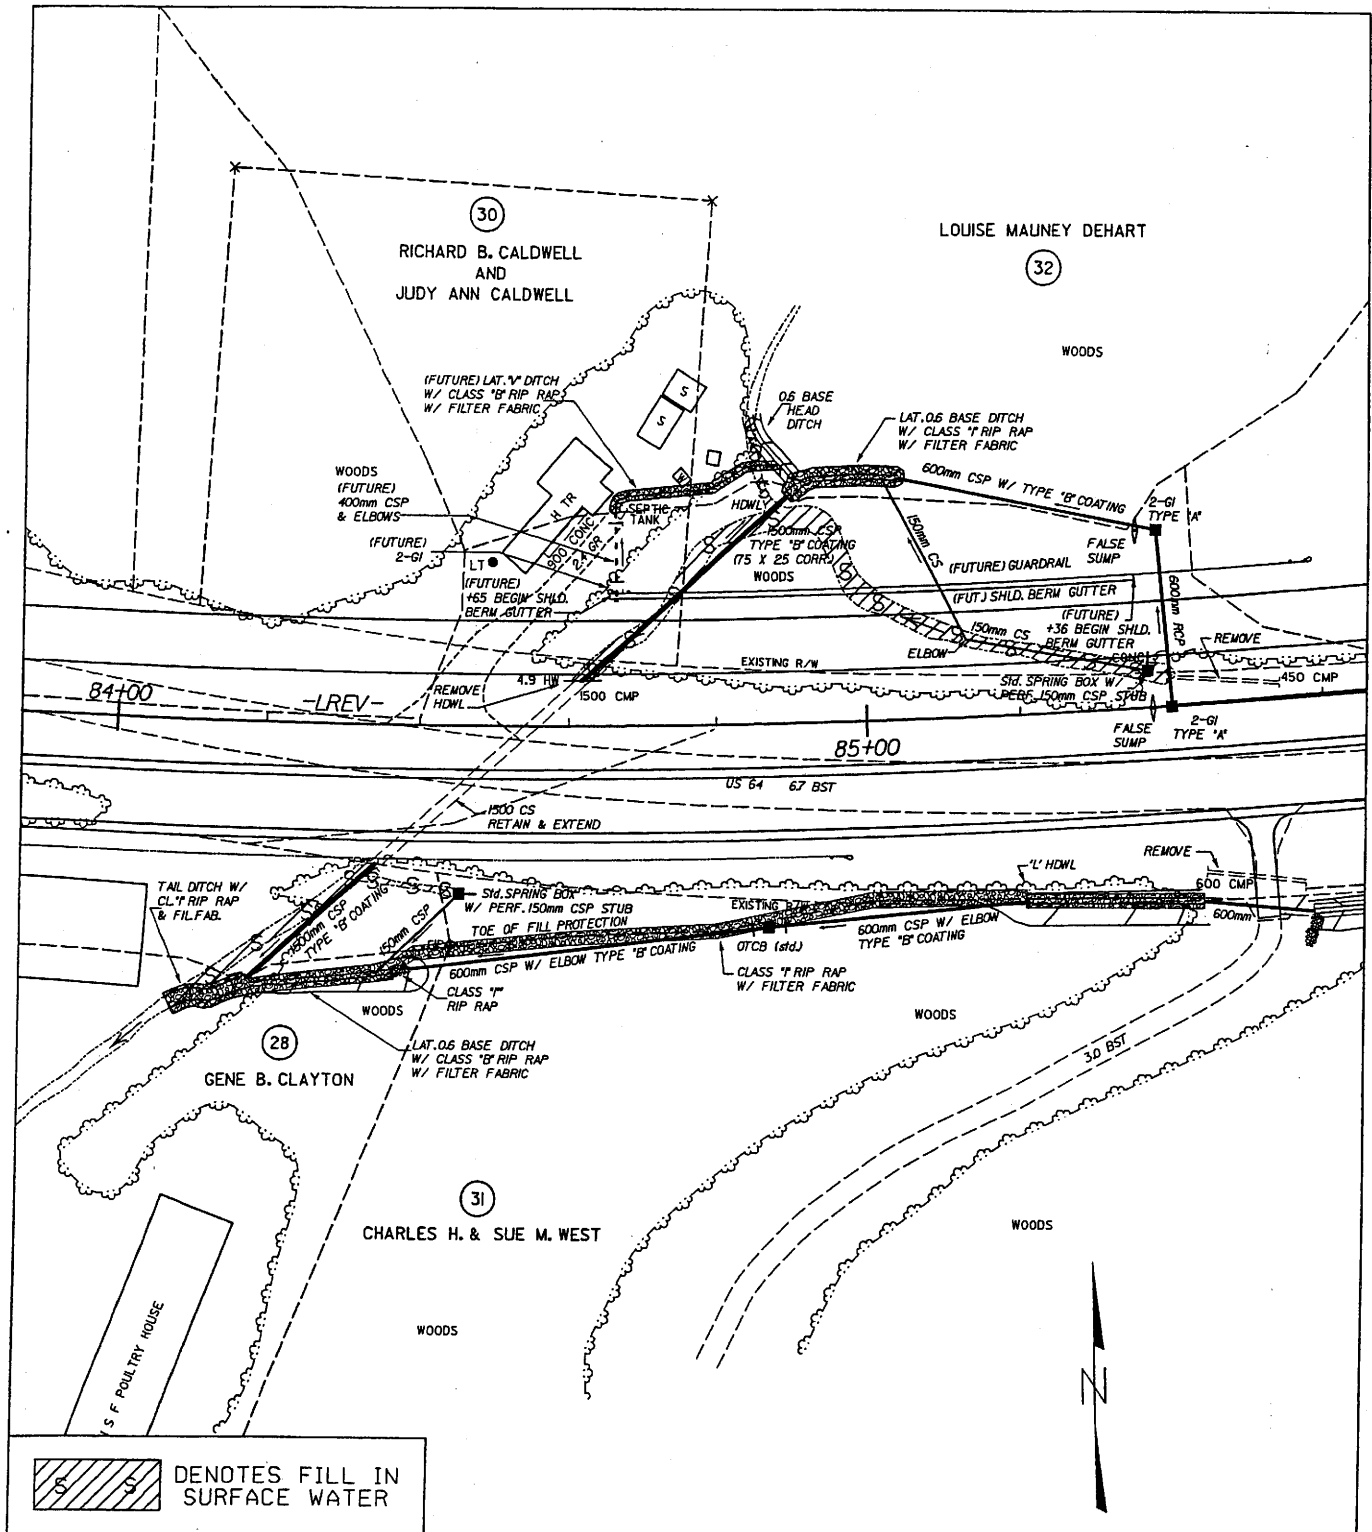 30
RICHARD B. CALDWELL
AND
JUDY ANN CALDWELL
LOUISE MAUNEY DEHART
32
WOODS
(FUTURE) LAT. "V" DITCH
W/ CLASS "B" RIP RAP
W/ FILTER FABRIC
0.6 BASE
HEAD
DITCH
LAT. 0.6 BASE DITCH
W/ CLASS "I" RIP RAP
W/ FILTER FABRIC
S
S
600mm CSP W/ TYPE "B" COATING
WOODS
(FUTURE)
400mm CSP
& ELBOWS
H TR
W
SEPTIC
TANK
HDWLY
2-GI
TYPE "A"
FALSE
SUMP
900 CONC
2-GR
1500mm CSP
TYPE "B" COATING
(75 X 25 CORR)
WOODS
150mm CS
(FUTURE)
2-GI
LT
(FUTURE)
+65 BEGIN SHLD.
BERM GUTTER
(FUTURE) GUARDRAIL
(FUT.) SHLD. BERM GUTTER
(FUTURE)
+36 BEGIN SHLD.
BERM GUTTER
600mm RCP
REMOVE
150mm CS
ELBOW
CONC
EXISTING R/W
4.9 HW
1500 CMP
REMOVE
HDWL
Std. SPRING BOX W/
PERF. 150mm CSP STUB
450 CMP
84+00
-LREV-
85+00
FALSE
SUMP
2-GI
TYPE "A"
US 64 6.7 BST
1500 CS
RETAIN & EXTEND
TAIL DITCH W/
CL "I" RIP RAP
& FIL. FAB.
1500mm CSP
TYPE "B" COATING
150mm CSP
Std. SPRING BOX
W/ PERF. 150mm CSP STUB
TOE OF FILL PROTECTION
EXISTING R/W
"L" HDWL
REMOVE
600 CMP
600mm
600mm CSP W/ ELBOW
TYPE "B" COATING
OTCB (std.)
600mm CSP W/ ELBOW TYPE "B" COATING
CLASS "I" RIP RAP
W/ FILTER FABRIC
CLASS "I"
RIP RAP
WOODS
WOODS
28
GENE B. CLAYTON
LAT. 0.6 BASE DITCH
W/ CLASS "B" RIP RAP
W/ FILTER FABRIC
3.0 BST
31
CHARLES H. & SUE M. WEST
WOODS
WOODS
1 S F POULTRY HOUSE
N
S S
DENOTES FILL IN
SURFACE WATER